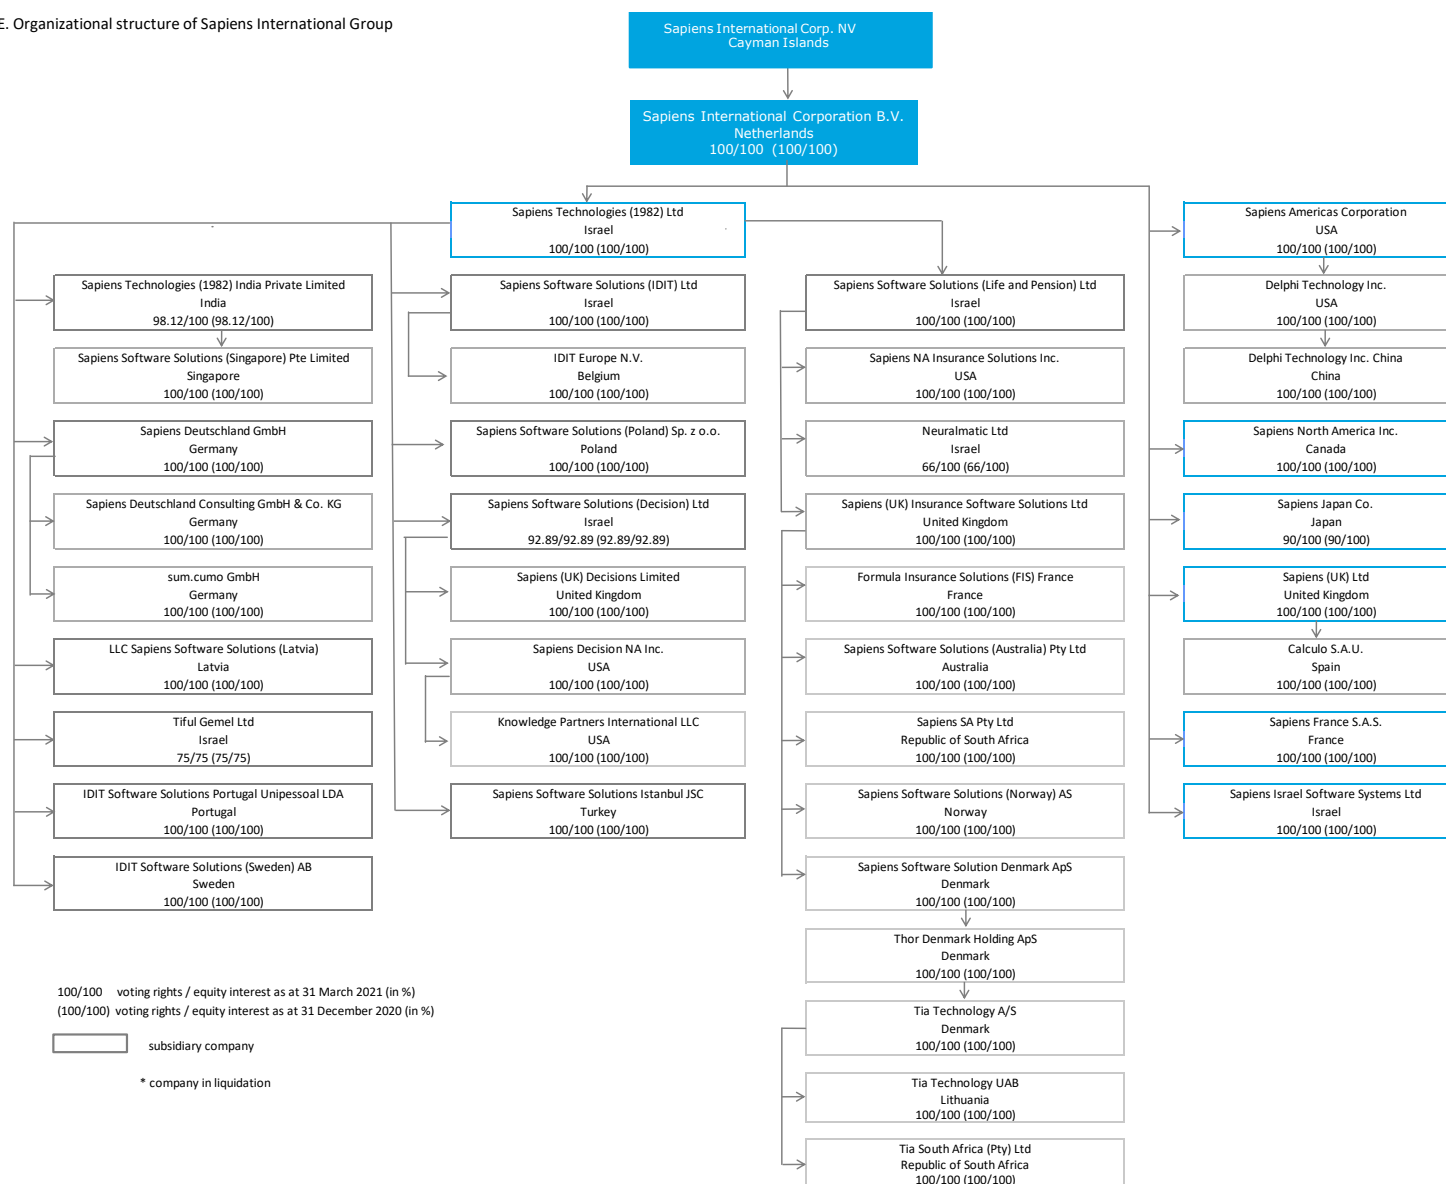 E. Organizational structure of Sapiens International Group
Sapiens International Corp. NV
Cayman Islands
Sapiens International Corporation B.V.
Netherlands
100/100 (100/100)
Sapiens Technologies (1982) Ltd
Israel
100/100 (100/100)
Sapiens Americas Corporation
USA
100/100 (100/100)
Sapiens Technologies (1982) India Private Limited
India
98.12/100 (98.12/100)
Sapiens Software Solutions (IDIT) Ltd
Israel
100/100 (100/100)
Sapiens Software Solutions (Life and Pension) Ltd
Israel
100/100 (100/100)
Delphi Technology Inc.
USA
100/100 (100/100)
Sapiens Software Solutions (Singapore) Pte Limited
Singapore
100/100 (100/100)
IDIT Europe N.V.
Belgium
100/100 (100/100)
Sapiens NA Insurance Solutions Inc.
USA
100/100 (100/100)
Delphi Technology Inc. China
China
100/100 (100/100)
Sapiens Deutschland GmbH
Germany
100/100 (100/100)
Sapiens Software Solutions (Poland) Sp. z o.o.
Poland
100/100 (100/100)
Neuralmatic Ltd
Israel
66/100 (66/100)
Sapiens North America Inc.
Canada
100/100 (100/100)
Sapiens Deutschland Consulting GmbH & Co. KG
Germany
100/100 (100/100)
Sapiens Software Solutions (Decision) Ltd
Israel
92.89/92.89 (92.89/92.89)
Sapiens (UK) Insurance Software Solutions Ltd
United Kingdom
100/100 (100/100)
Sapiens Japan Co.
Japan
90/100 (90/100)
sum.cumo GmbH
Germany
100/100 (100/100)
Sapiens (UK) Decisions Limited
United Kingdom
100/100 (100/100)
Formula Insurance Solutions (FIS) France
France
100/100 (100/100)
Sapiens (UK) Ltd
United Kingdom
100/100 (100/100)
LLC Sapiens Software Solutions (Latvia)
Latvia
100/100 (100/100)
Sapiens Decision NA Inc.
USA
100/100 (100/100)
Sapiens Software Solutions (Australia) Pty Ltd
Australia
100/100 (100/100)
Calculo S.A.U.
Spain
100/100 (100/100)
Tiful Gemel Ltd
Israel
75/75 (75/75)
Knowledge Partners International LLC
USA
100/100 (100/100)
Sapiens SA Pty Ltd
Republic of South Africa
100/100 (100/100)
Sapiens France S.A.S.
France
100/100 (100/100)
IDIT Software Solutions Portugal Unipessoal LDA
Portugal
100/100 (100/100)
Sapiens Software Solutions Istanbul JSC
Turkey
100/100 (100/100)
Sapiens Software Solutions (Norway) AS
Norway
100/100 (100/100)
Sapiens Israel Software Systems Ltd
Israel
100/100 (100/100)
IDIT Software Solutions (Sweden) AB
Sweden
100/100 (100/100)
Sapiens Software Solution Denmark ApS
Denmark
100/100 (100/100)
Thor Denmark Holding ApS
Denmark
100/100 (100/100)
Tia Technology A/S
Denmark
100/100 (100/100)
Tia Technology UAB
Lithuania
100/100 (100/100)
Tia South Africa (Pty) Ltd
Republic of South Africa
100/100 (100/100)
100/100 voting rights / equity interest as at 31 March 2021 (in %)
(100/100) voting rights / equity interest as at 31 December 2020 (in %)
subsidiary company
* company in liquidation